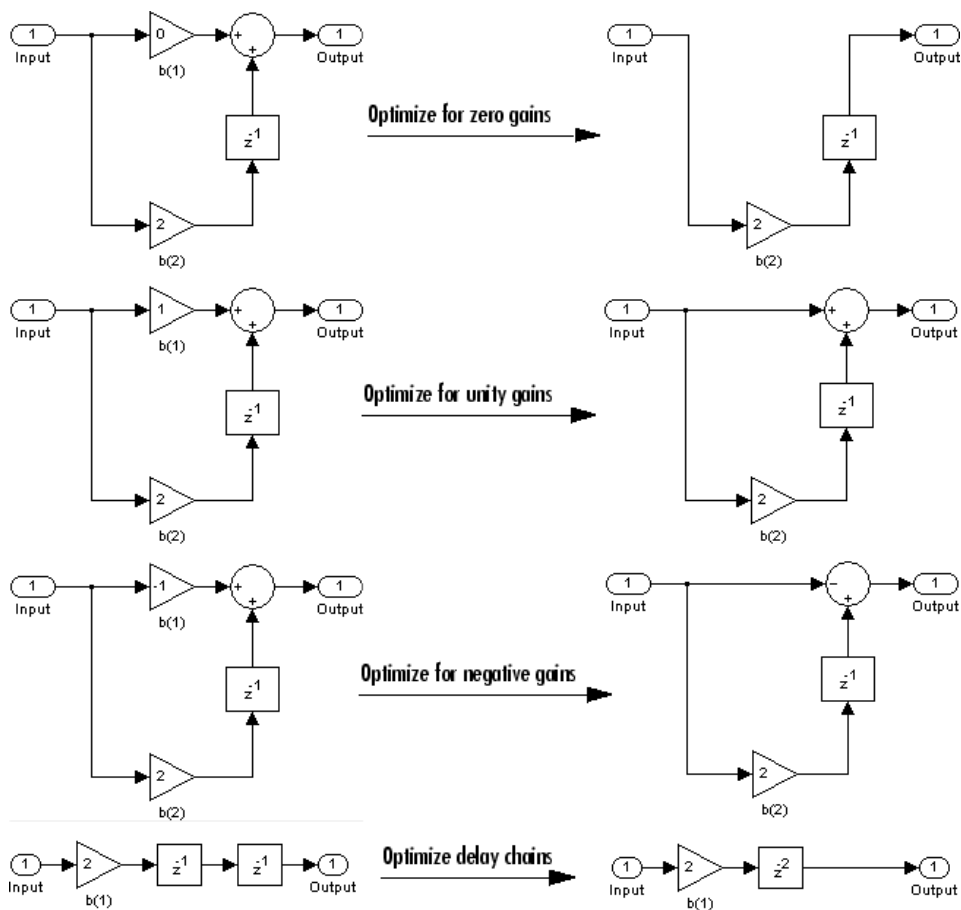 1 0 + 1
Input b(1) + Output
z-1
2
b(2)
Optimize for zero gains
1 1
Input Output
z-1
2
b(2)
1 1 + 1
Input b(1) + Output
z-1
2
b(2)
Optimize for unity gains
1 + 1
Input + Output
z-1
2
b(2)
1 -1 + 1
Input b(1) + Output
z-1
2
b(2)
Optimize for negative gains
1 − 1
Input + Output
z-1
2
b(2)
1 2 z-1 z-1 1
Input b(1) Output
Optimize delay chains
1 2 z-2 1
Input b(1) Output